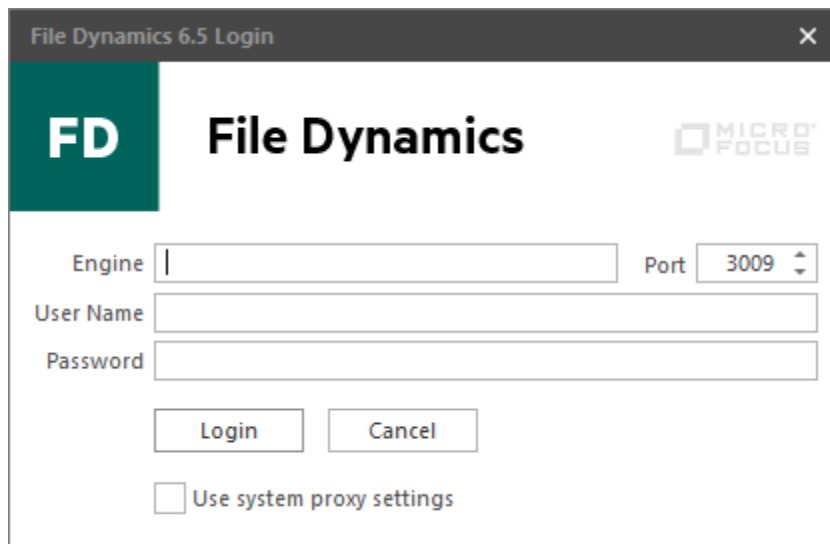 File Dynamics 6.5 Login
FD File Dynamics MICRO FOCUS
Engine Port 3009
User Name
Password
Login Cancel
Use system proxy settings